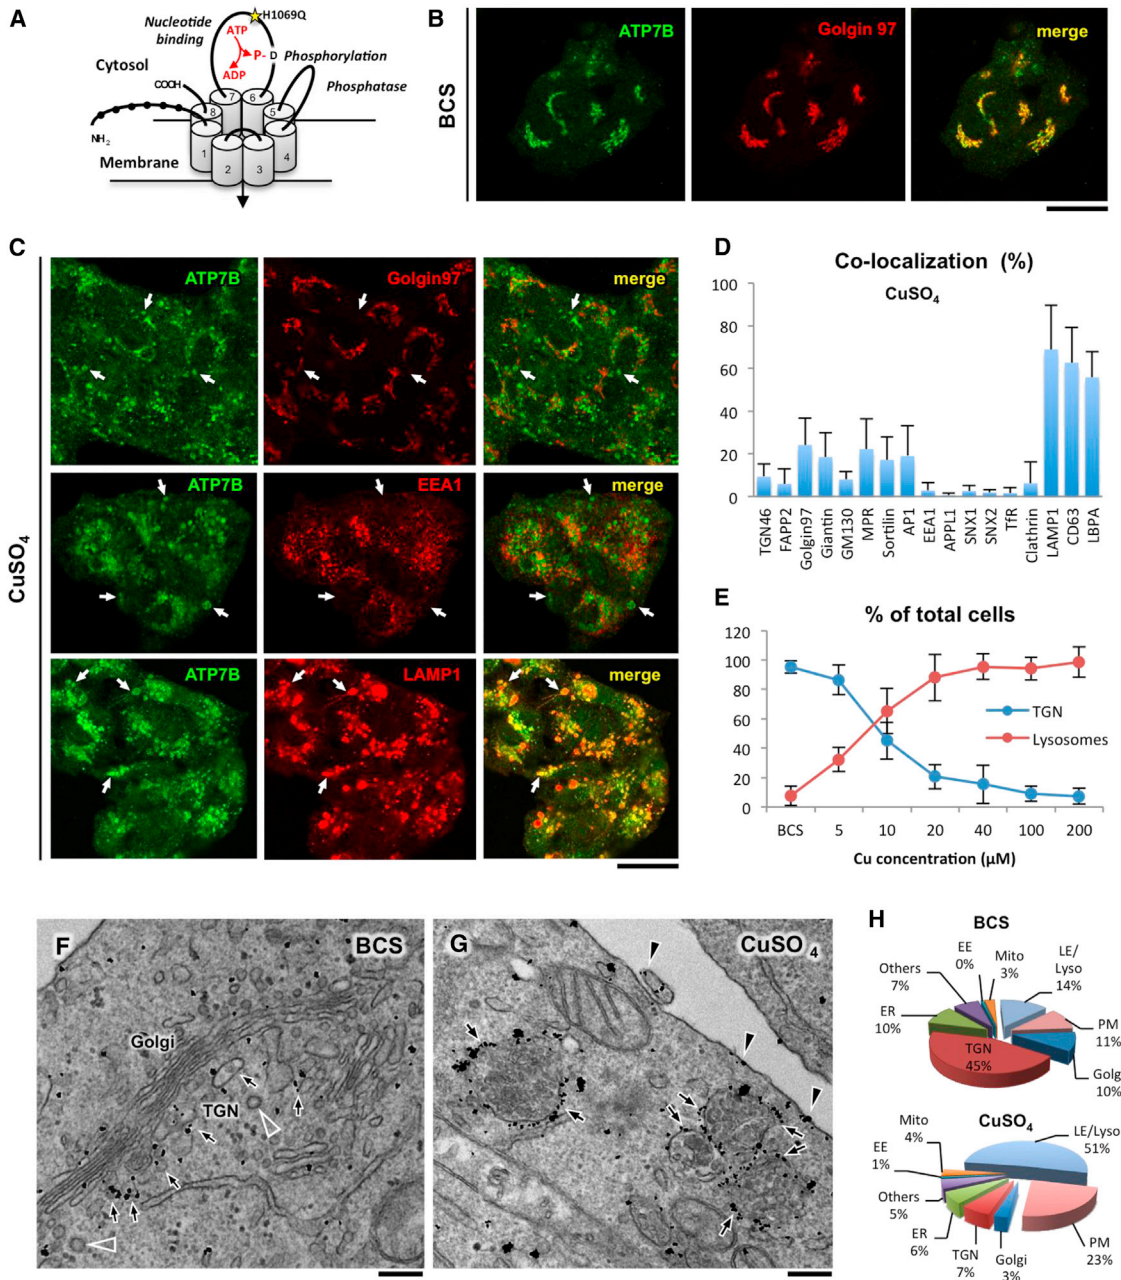 A
Nucleotide
binding
H1069Q
ATP
P- D
ADP
Phosphorylation
Phosphatase
Cytosol
COOH
NH2
Membrane
1
2
3
4
5
6
7
8
B
BCS
ATP7B
Golgin 97
merge
C
CuSO4
ATP7B
Golgin97
merge
ATP7B
EEA1
merge
ATP7B
LAMP1
merge
D
Co-localization (%)
CuSO4
100
80
60
40
20
0
TGN46
FAPP2
Golgin97
Giantin
GM130
MPR
Sortilin
AP1
EEA1
APPL1
SNX1
SNX2
TfR
Clathrin
LAMP1
CD63
LBPA
E
% of total cells
120
100
80
60
40
20
0
TGN
Lysosomes
BCS 5 10 20 40 100 200
Cu concentration (µM)
F
BCS
Golgi
TGN
G
CuSO4
H
BCS
EE
0%
Mito
3%
LE/
Lyso
14%
Others
7%
ER
10%
PM
11%
TGN
45%
Golgi
10%
CuSO4
Mito
4%
LE/Lyso
51%
EE
1%
Others
5%
ER
6%
TGN
7%
Golgi
3%
PM
23%